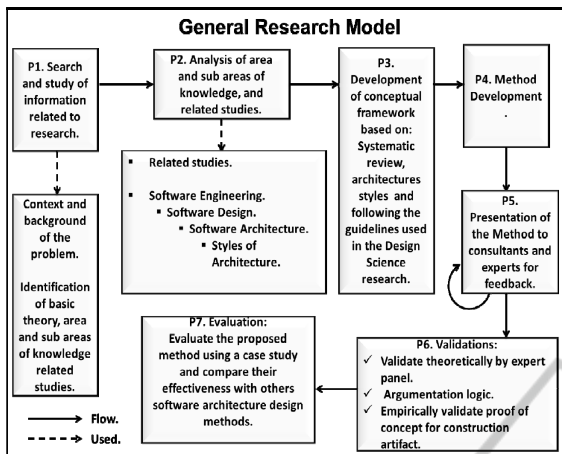 General Research Model
P1. Search
and study of
information
related to
research.
P2. Analysis of area
and sub areas of
knowledge, and
related studies.
P3.
Development
of conceptual
framework
based on:
Systematic
review,
architectures
styles and
following the
guidelines used
in the Design
Science
research.
P4. Method
Development
.
Context and
background
of the
problem.
Identification
of basic
theory, area
and sub areas
of knowledge
related
studies.
▪ Related studies.
▪ Software Engineering.
▪ Software Design.
▪ Software Architecture.
▪ Styles of
Architecture.
P5.
Presentation of
the Method to
consultants and
experts for
feedback.
P7. Evaluation:
Evaluate the proposed
method using a case study
and compare their
effectiveness with others
software architecture design
methods.
P6. Validations:
✓ Validate theoretically by expert
panel.
✓ Argumentation logic.
✓ Empirically validate proof of
concept for construction
artifact.
Flow.
Used.